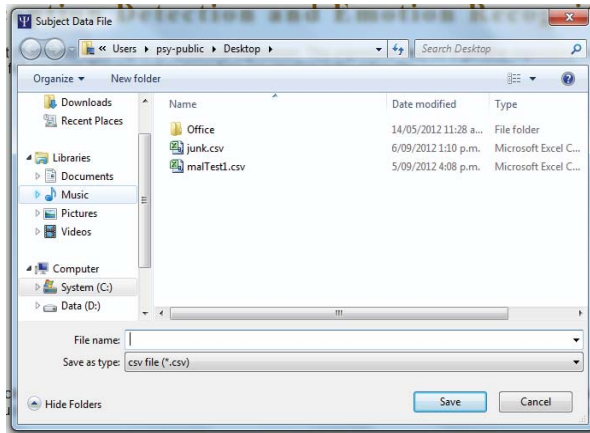 Detection and Emotion
Subject Data File
« Users ▸ psy-public ▸ Desktop ▸
Search Desktop
Organize ▾ New folder
Downloads
Recent Places
Libraries
Documents
Music
Pictures
Videos
Computer
System (C:)
Data (D:)
Name Date modified Type
Office 14/05/2012 11:28 a... File folder
junk.csv 6/09/2012 1:10 p.m. Microsoft Excel C...
malTest1.csv 5/09/2012 4:08 p.m. Microsoft Excel C...
File name:
Save as type: csv file (*.csv)
Hide Folders
Save Cancel